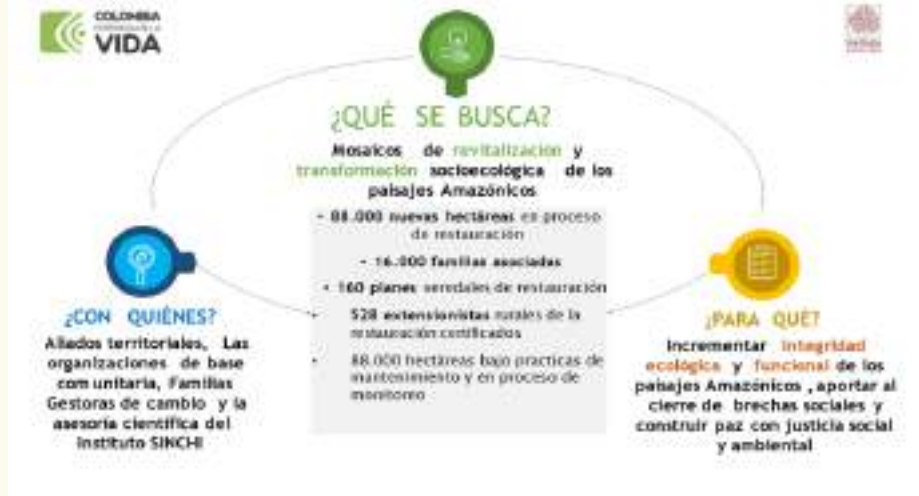 COLOMBIA
VIDA
¿QUÉ SE BUSCA?
Mosaicos de revitalización y
transformación socioecológica de los
paisajes Amazónicos
- 88.000 nuevas hectáreas en proceso
de restauración
- 16.000 familias asociadas
- 160 planes veredales de restauración
528 extensionistas rurales de la
restauración certificados
88.000 hectáreas bajo practicas de
mantenimiento y en proceso de
monitoreo
¿CON QUIÉNES?
Aliados territoriales, Las
organizaciones de base
comunitaria, Familias
Gestoras de cambio y la
asesoría científica del
Instituto SINCHI
¿PARA QUÉ?
Incrementar integridad
ecológica y funcional de los
paisajes Amazónicos , aportar al
cierre de brechas sociales y
construir paz con justicia social
y ambiental